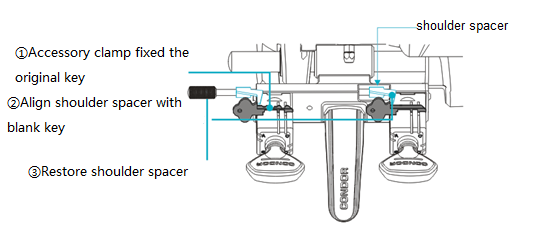 shoulder spacer
①Accessory clamp fixed the
original key
②Align shoulder spacer with
blank key
③Restore shoulder spacer
CONDOR
CONDOR
CONDOR